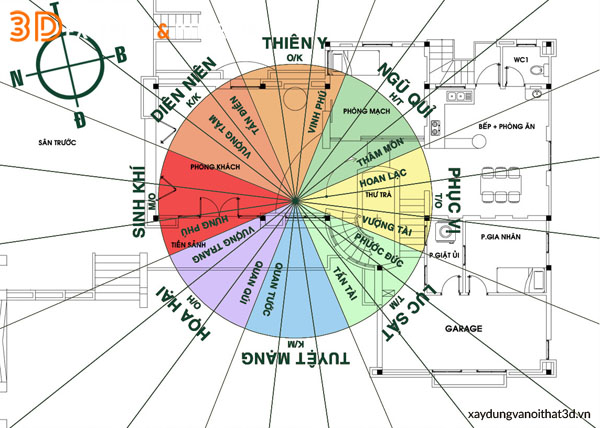 3D &
T
B
N
Đ
THIÊN Y
O/K
DIÊN NIÊN
K/K
NGŨ QUỈ
H/T
WC1
SÂN TRƯỚC
TẤN ĐIỀN
VINH PHÚ
VƯỢNG TÀM
PHÒNG MẠCH
BẾP + PHÒNG ĂN
THÂM MÔN
PHÒNG KHÁCH
HOAN LẠC
THƯ TRÀ
SINH KHÍ
M/O
PHỤC VỊ
T/O
HƯNG PHÚ
VƯỢNG TÀI
TIỀN SẢNH
VƯỢNG TRANG
PHƯỚC ĐỨC
P.GIẶT ỦI
P.GIA NHÂN
QUAN QÚI
QUAN TƯỚC
TẤN TÀI
HỌA HẠI
O/H
LỤC SÁT
T/M
GARAGE
K/M
TUYỆT MẠNG
xaydungvanoithat3d.vn